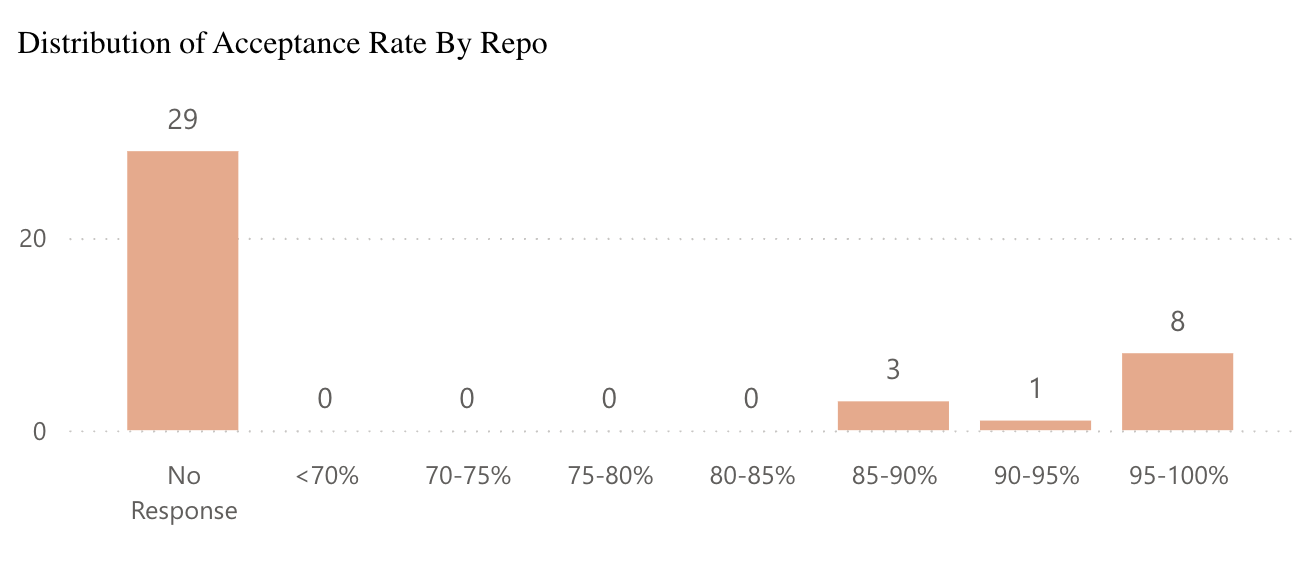 Distribution of Acceptance Rate By Repo
29
20
8
3
1
0 0 0 0
0
No <70% 70-75% 75-80% 80-85% 85-90% 90-95% 95-100%
Response